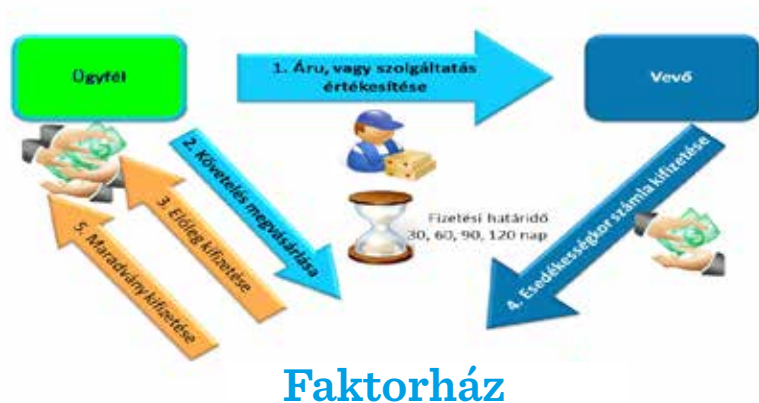 Ügyfél
1. Áru, vagy szolgáltatás
értékesítése
Vevő
2. Követelés megvásárlása
3. Előleg kifizetése
5. Maradvány kifizetése
Fizetési határidő
30, 60, 90, 120 nap
4. Esedékességkor számla kifizetése
Faktorház